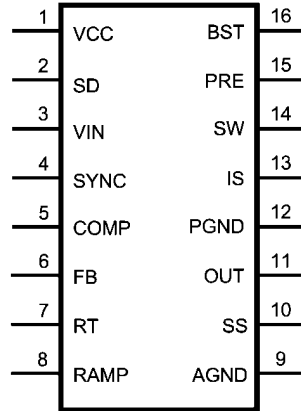 1 VCC BST 16
2 SD PRE 15
3 VIN SW 14
4 SYNC IS 13
5 COMP PGND 12
6 FB OUT 11
7 RT SS 10
8 RAMP AGND 9